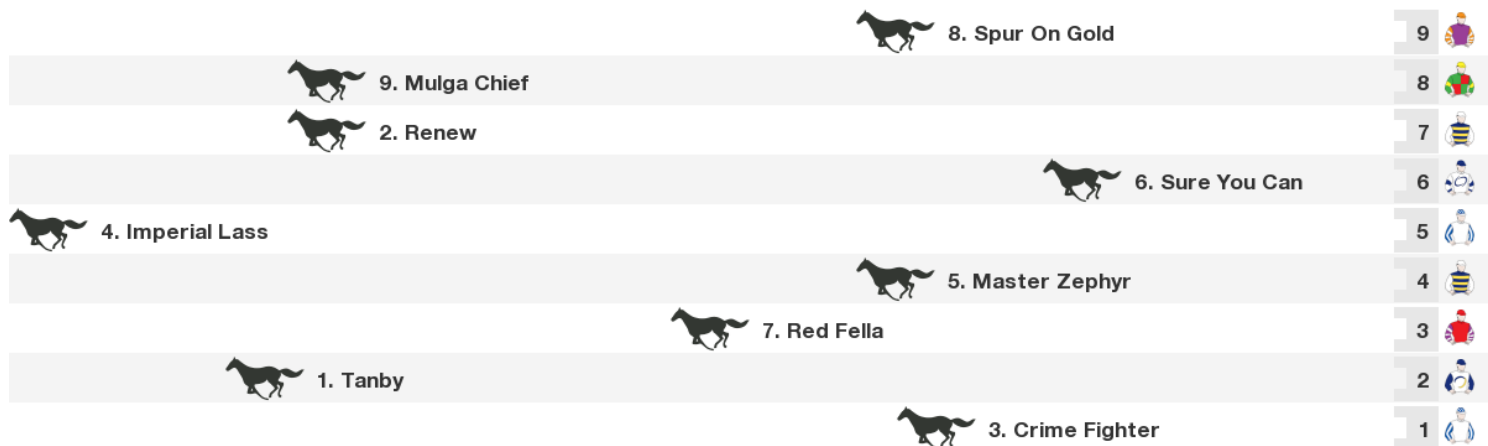 8. Spur On Gold 9
9. Mulga Chief 8
2. Renew 7
6. Sure You Can 6
4. Imperial Lass 5
5. Master Zephyr 4
7. Red Fella 3
1. Tanby 2
3. Crime Fighter 1